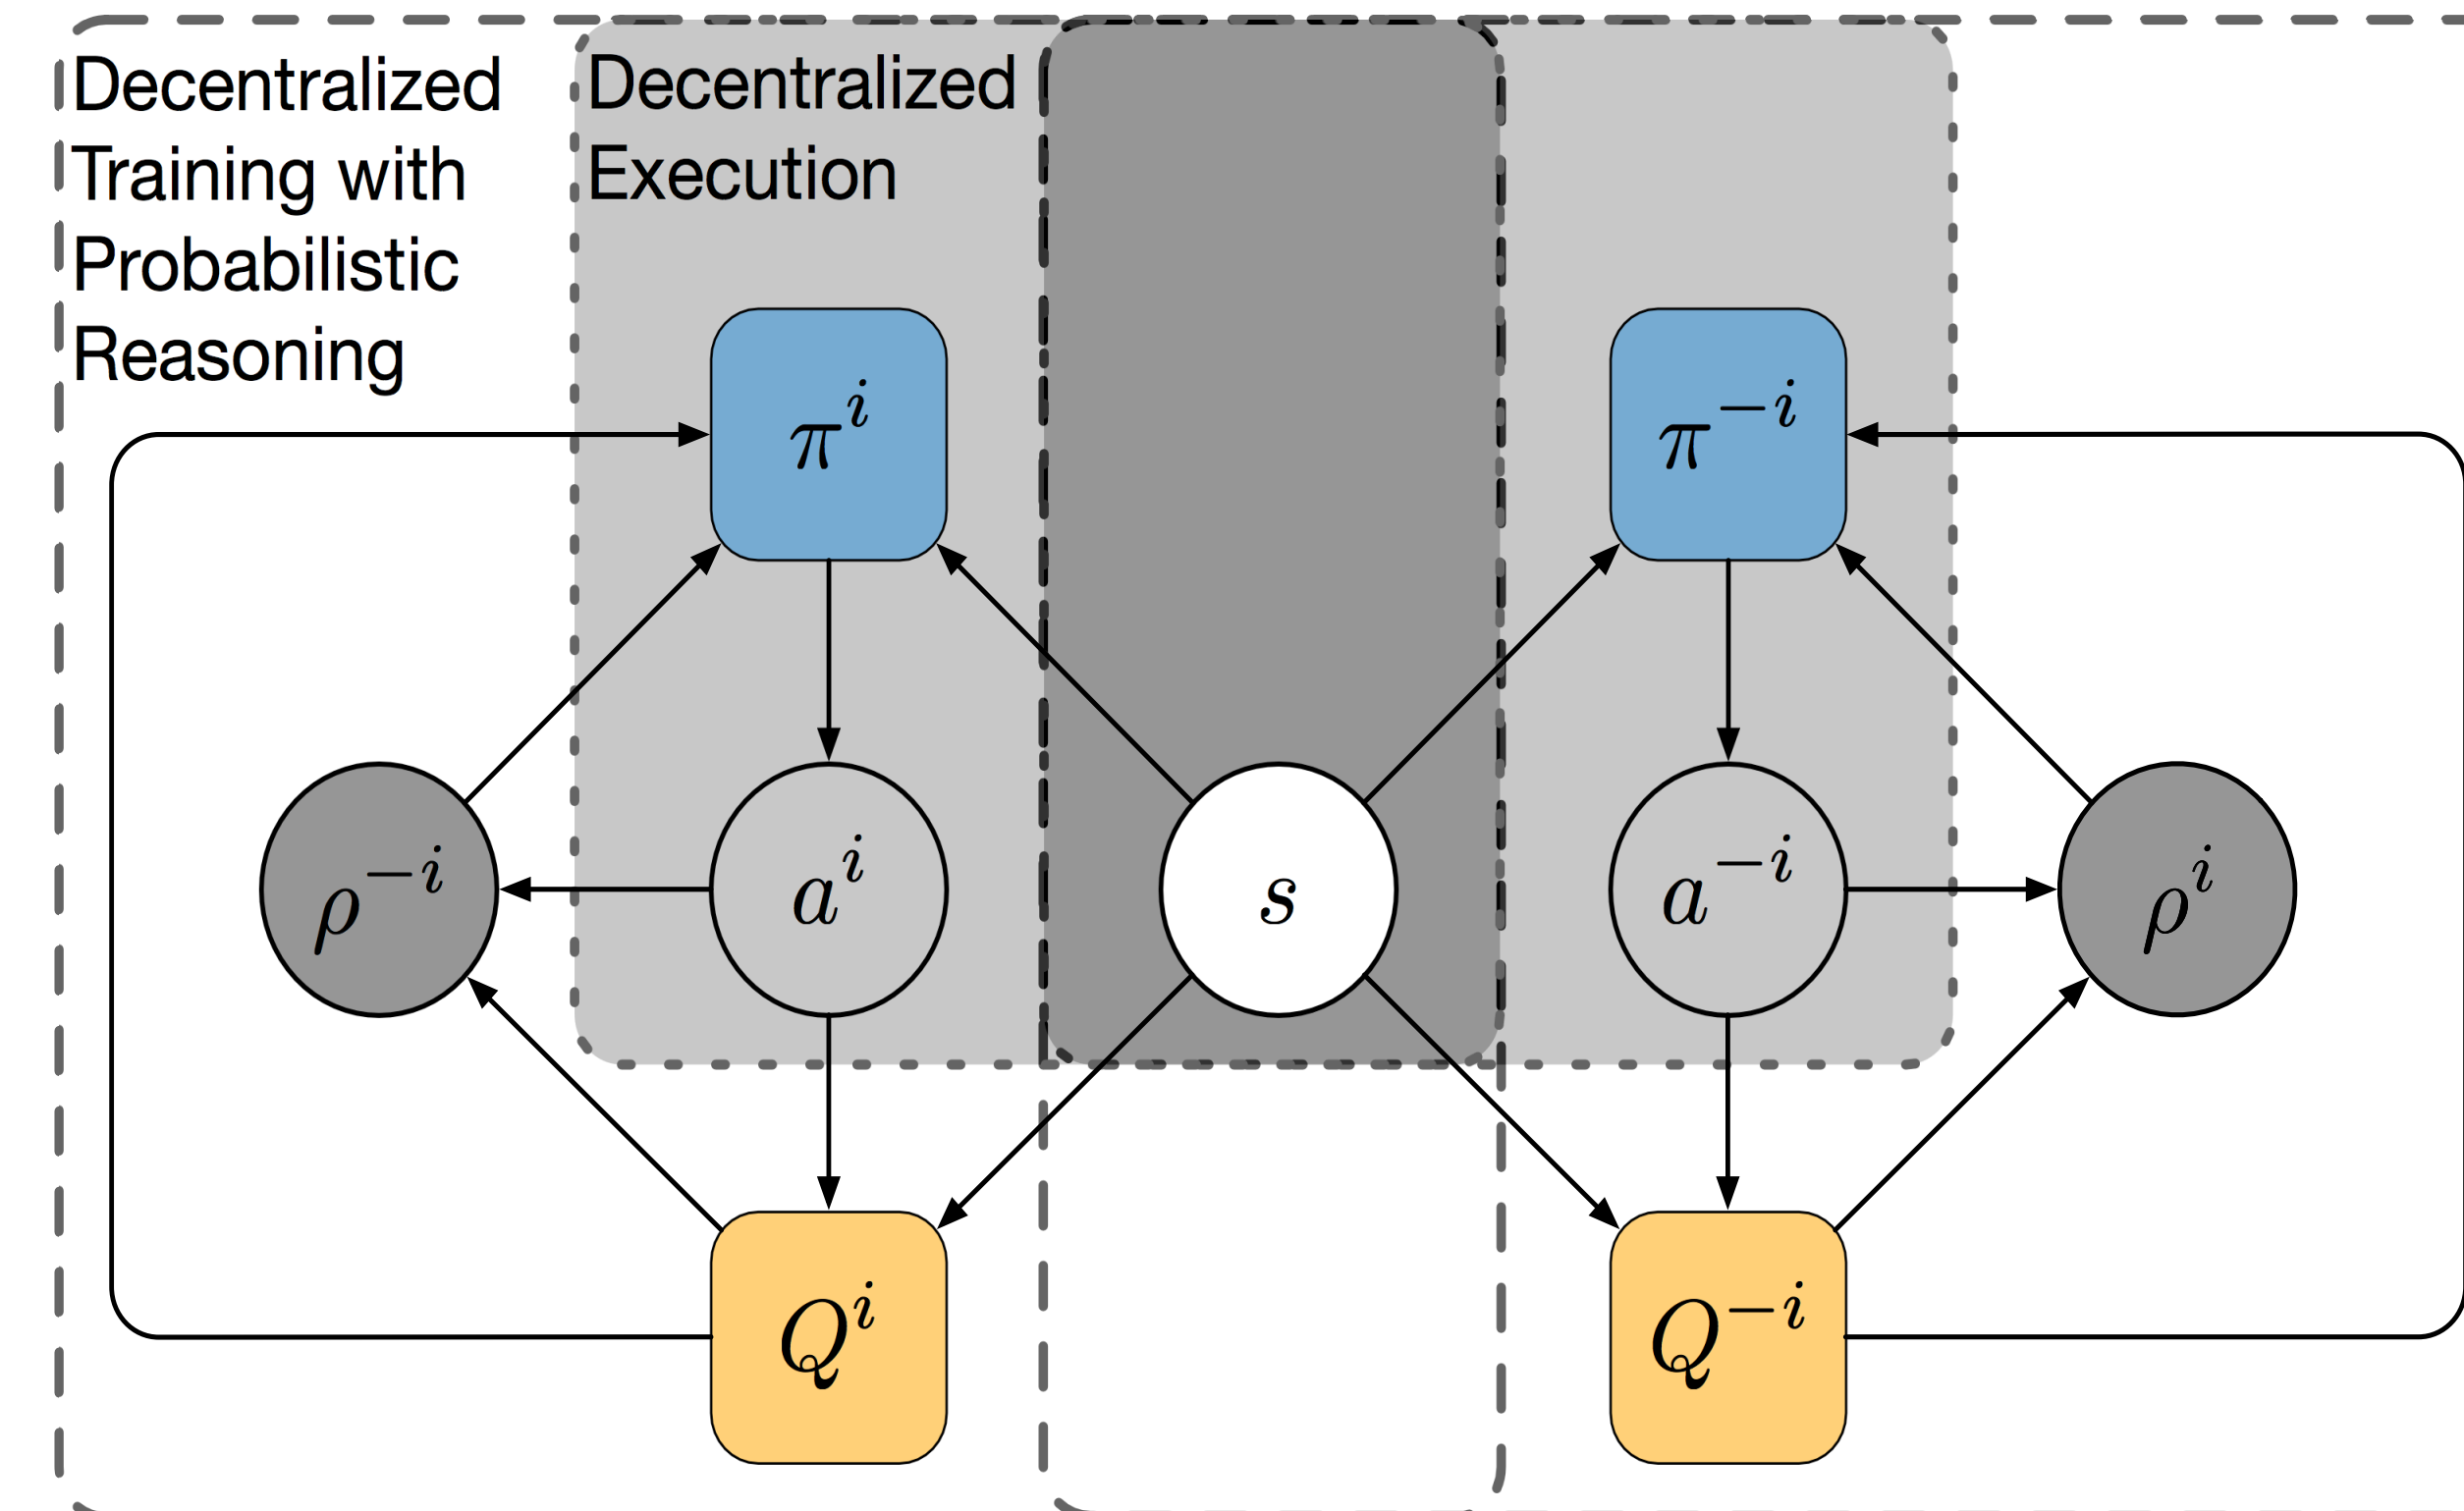 Decentralized
Training with
Probabilistic
Reasoning
Decentralized
Execution
π^i
π^{-i}
ρ^{-i}
a^i
s
a^{-i}
ρ^i
Q^i
Q^{-i}